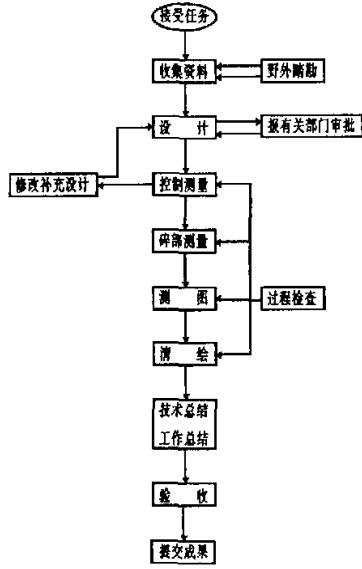 接受任务
收集资料
野外踏勘
设 计
报有关部门审批
修改补充设计
控制测量
碎部测量
测 图
过程检查
清 绘
技术总结
工作总结
验 收
提交成果